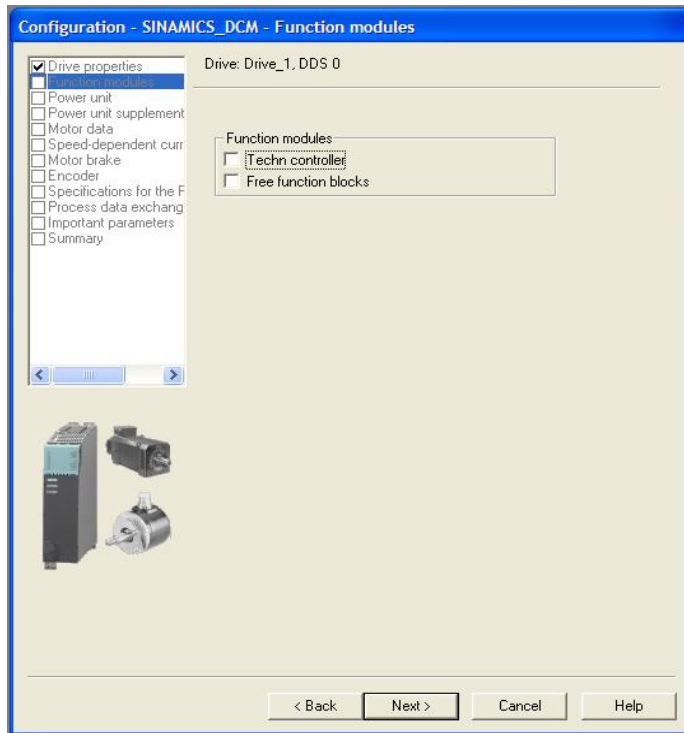 Configuration - SINAMICS_DCM - Function modules
Drive properties
Function modules
Power unit
Power unit supplement
Motor data
Speed-dependent curr
Motor brake
Encoder
Specifications for the F
Process data exchang
Important parameters
Summary
Drive: Drive_1, DDS 0
Function modules
Techn controller
Free function blocks
< Back Next > Cancel Help